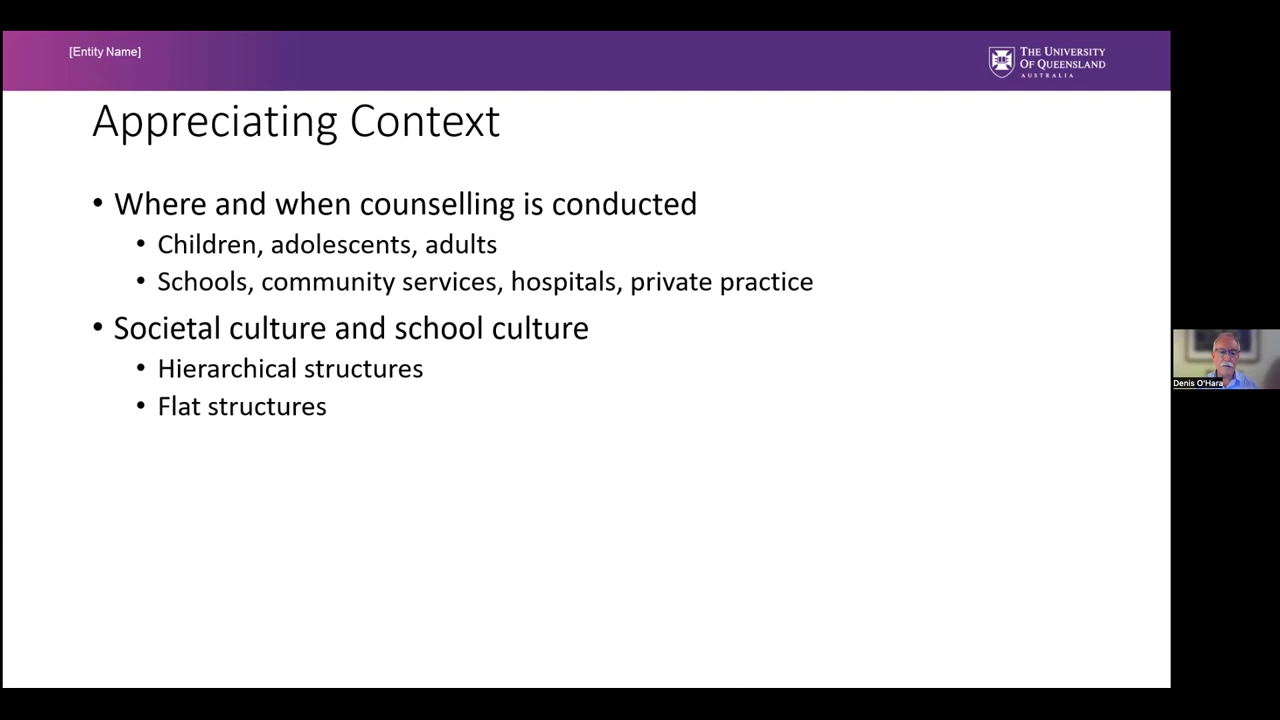 [Entity Name]
THE UNIVERSITY
OF QUEENSLAND
AUSTRALIA
Appreciating Context
• Where and when counselling is conducted
• Children, adolescents, adults
• Schools, community services, hospitals, private practice
• Societal culture and school culture
• Hierarchical structures
• Flat structures
Denis O'Hara